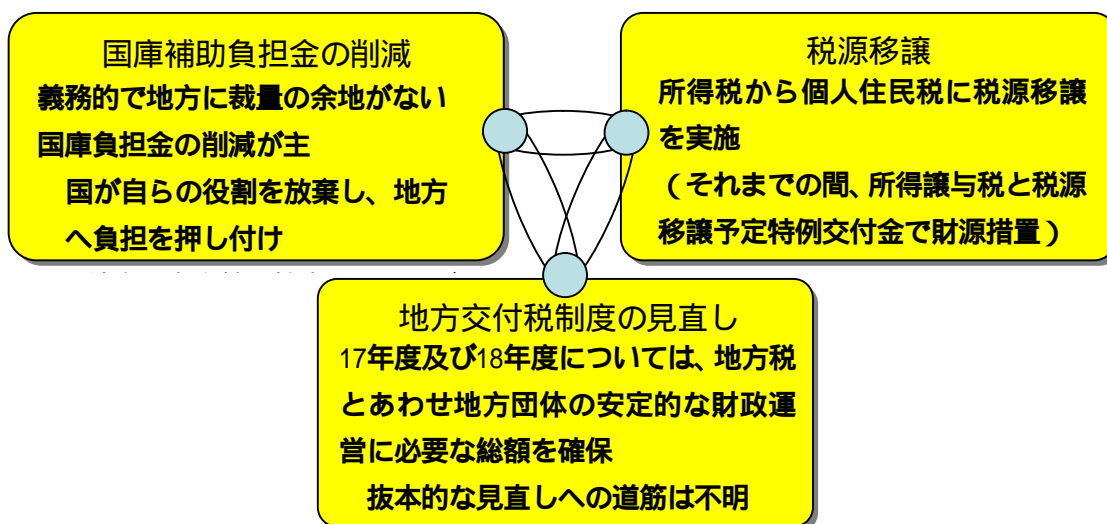 国庫補助負担金の削減
義務的で地方に裁量の余地がない
国庫負担金の削減が主
国が自らの役割を放棄し、地方
へ負担を押し付け
税源移譲
所得税から個人住民税に税源移譲
を実施
(それまでの間、所得譲与税と税源
移譲予定特例交付金で財源措置)
地方交付税制度の見直し
17年度及び18年度については、地方税
とあわせ地方団体の安定的な財政運
営に必要な総額を確保
抜本的な見直しへの道筋は不明